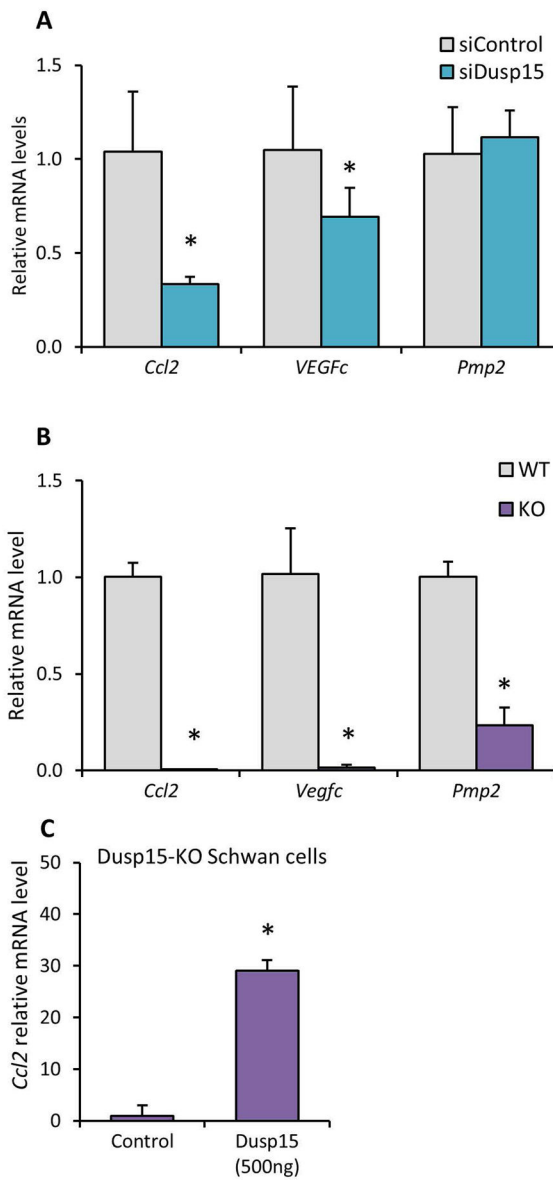 A
siControl
siDusp15
Relative mRNA levels
1.5
1.0
0.5
0.0
*
*
Ccl2
VEGFc
Pmp2
B
WT
KO
Relative mRNA level
1.5
1.0
0.5
0.0
*
*
*
Ccl2
Vegfc
Pmp2
C
Dusp15-KO Schwan cells
Ccl2 relative mRNA level
50
40
30
20
10
0
*
Control
Dusp15
(500ng)